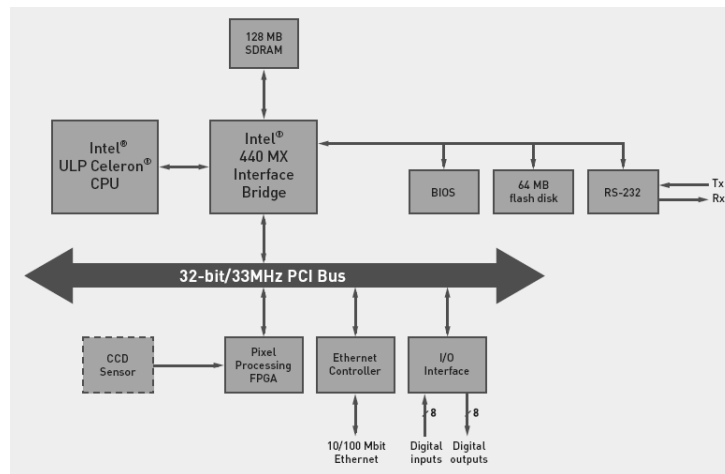 128 MB
SDRAM
Intel®
ULP Celeron®
CPU
Intel®
440 MX
Interface
Bridge
BIOS
64 MB
flash disk
RS-232
Tx
Rx
32-bit/33MHz PCI Bus
CCD
Sensor
Pixel
Processing
FPGA
Ethernet
Controller
I/O
Interface
8
8
10/100 Mbit
Ethernet
Digital
inputs
Digital
outputs